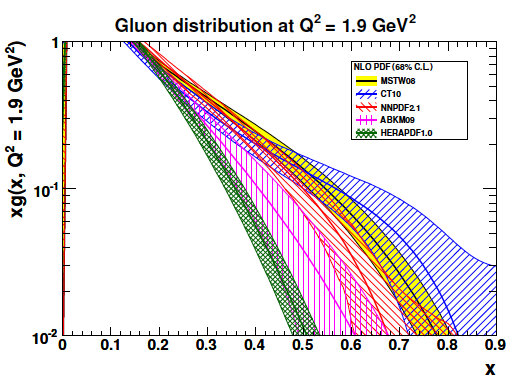 Gluon distribution at Q² = 1.9 GeV²
xg(x, Q² = 1.9 GeV²)
1
10⁻¹
10⁻²
NLO PDF (68% C.L.)
MSTW08
CT10
NNPDF2.1
ABKM09
HERAPDF1.0
0 0.1 0.2 0.3 0.4 0.5 0.6 0.7 0.8 0.9
x